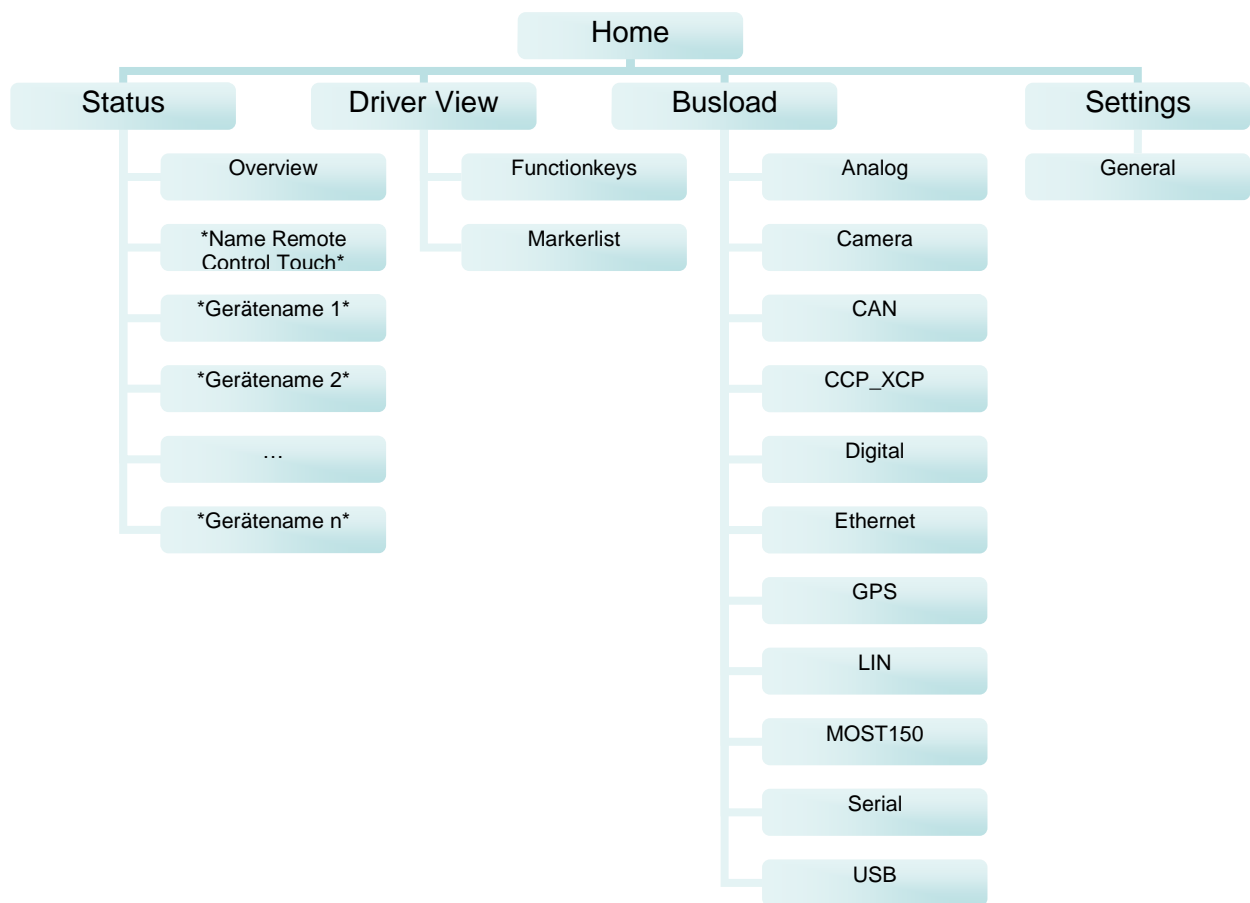 Home
Status
Driver View
Busload
Settings
Overview
*Name Remote
Control Touch*
*Gerätename 1*
*Gerätename 2*
…
*Gerätename n*
Functionkeys
Markerlist
Analog
Camera
CAN
CCP_XCP
Digital
Ethernet
GPS
LIN
MOST150
Serial
USB
General